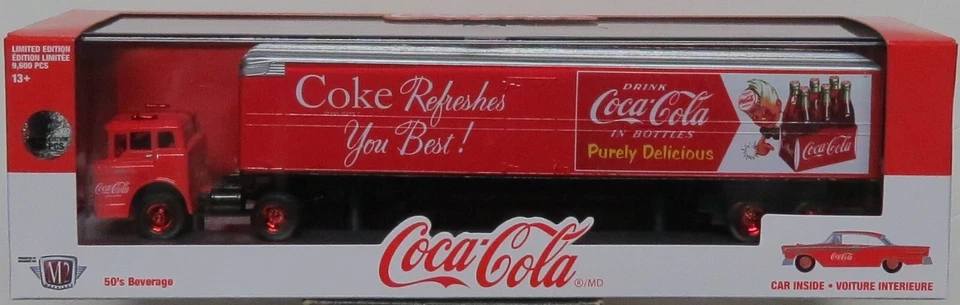 LIMITED EDITION
ÉDITION LIMITÉE
9,600 PCS
13+
Coke Refreshes
You Best!
DRINK
Coca-Cola
IN BOTTLES
Purely Delicious
Coca-Cola
Coca-Cola
Coca-Cola ®/MD
M2
50's Beverage
Coca-Cola
CAR INSIDE • VOITURE INTERIEURE